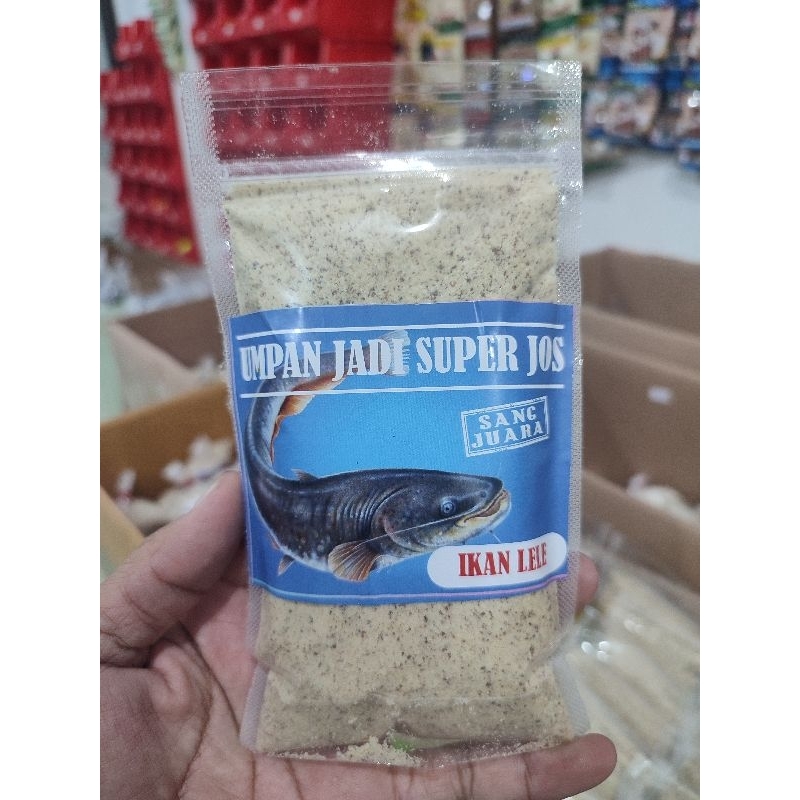 UMPAN JADI SUPER JOS
SANG
JUARA
IKAN LELE